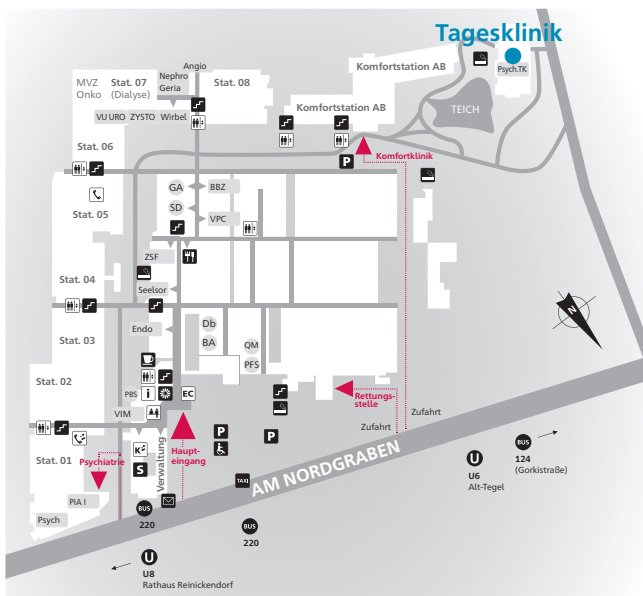 Tagesklinik
Psych.TK
Angio
Nephro
Geria
MVZ
Onko
Stat. 07
(Dialyse)
Stat. 08
Komfortstation AB
Komfortstation AB
VU URO ZYSTO Wirbel
TEICH
Stat. 06
P
Komfortklinik
GA
BBZ
SD
VPC
Stat. 05
ZSF
Stat. 04
Seelsor
N
Endo
Db
BA
QM
PFS
Stat. 03
Stat. 02
PBS
i
EC
Rettungs-
stelle
VIM
Zufahrt
Zufahrt
P
P
K
S
Verwaltung
Haupt-
eingang
Stat. 01
Psychiatrie
PIA I
Psych
TAXI
AM NORDGRABEN
BUS
220
BUS
220
U
U6
Alt-Tegel
BUS
124
(Gorkistraße)
U
U8
Rathaus Reinickendorf